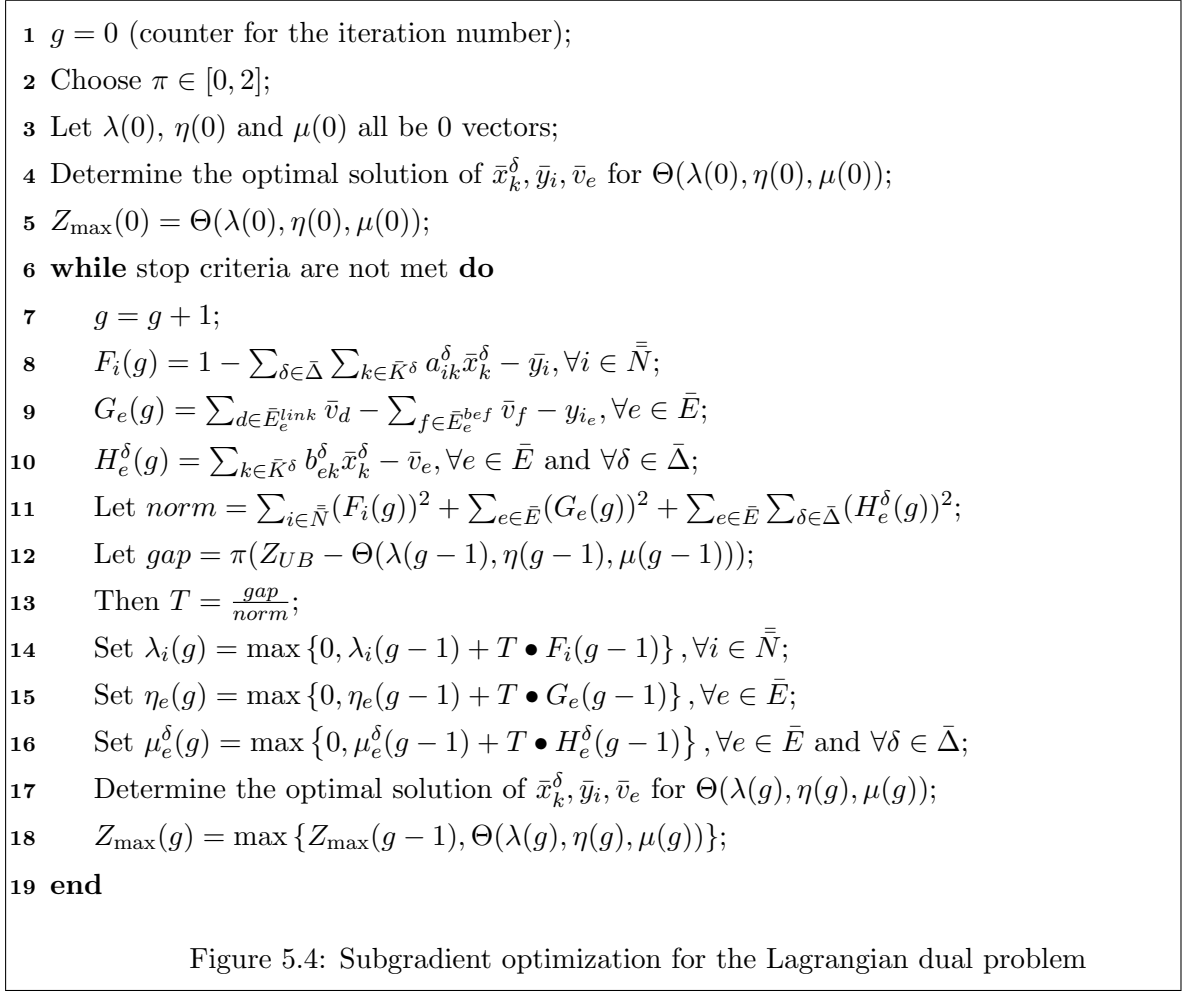 1 g = 0 (counter for the iteration number);
2 Choose π ∈ [0, 2];
3 Let λ(0), η(0) and μ(0) all be 0 vectors;
4 Determine the optimal solution of x̄_k^δ, ȳ_i, v̄_e for Θ(λ(0), η(0), μ(0));
5 Z_max(0) = Θ(λ(0), η(0), μ(0));
6 while stop criteria are not met do
7 g = g + 1;
8 F_i(g) = 1 − ∑_{δ∈Δ̄} ∑_{k∈K̄^δ} a_{ik}^δ x̄_k^δ − ȳ_i, ∀i ∈ N̿;
9 G_e(g) = ∑_{d∈Ē_e^{link}} v̄_d − ∑_{f∈Ē_e^{bef}} v̄_f − y_{i_e}, ∀e ∈ Ē;
10 H_e^δ(g) = ∑_{k∈K̄^δ} b_{ek}^δ x̄_k^δ − v̄_e, ∀e ∈ Ē and ∀δ ∈ Δ̄;
11 Let norm = ∑_{i∈N̿}(F_i(g))^2 + ∑_{e∈Ē}(G_e(g))^2 + ∑_{e∈Ē} ∑_{δ∈Δ̄}(H_e^δ(g))^2;
12 Let gap = π(Z_{UB} − Θ(λ(g − 1), η(g − 1), μ(g − 1)));
13 Then T = \frac{gap}{norm};
14 Set λ_i(g) = max {0, λ_i(g − 1) + T • F_i(g − 1)} , ∀i ∈ N̿;
15 Set η_e(g) = max {0, η_e(g − 1) + T • G_e(g − 1)} , ∀e ∈ Ē;
16 Set μ_e^δ(g) = max {0, μ_e^δ(g − 1) + T • H_e^δ(g − 1)} , ∀e ∈ Ē and ∀δ ∈ Δ̄;
17 Determine the optimal solution of x̄_k^δ, ȳ_i, v̄_e for Θ(λ(g), η(g), μ(g));
18 Z_max(g) = max {Z_max(g − 1), Θ(λ(g), η(g), μ(g))};
19 end
Figure 5.4: Subgradient optimization for the Lagrangian dual problem